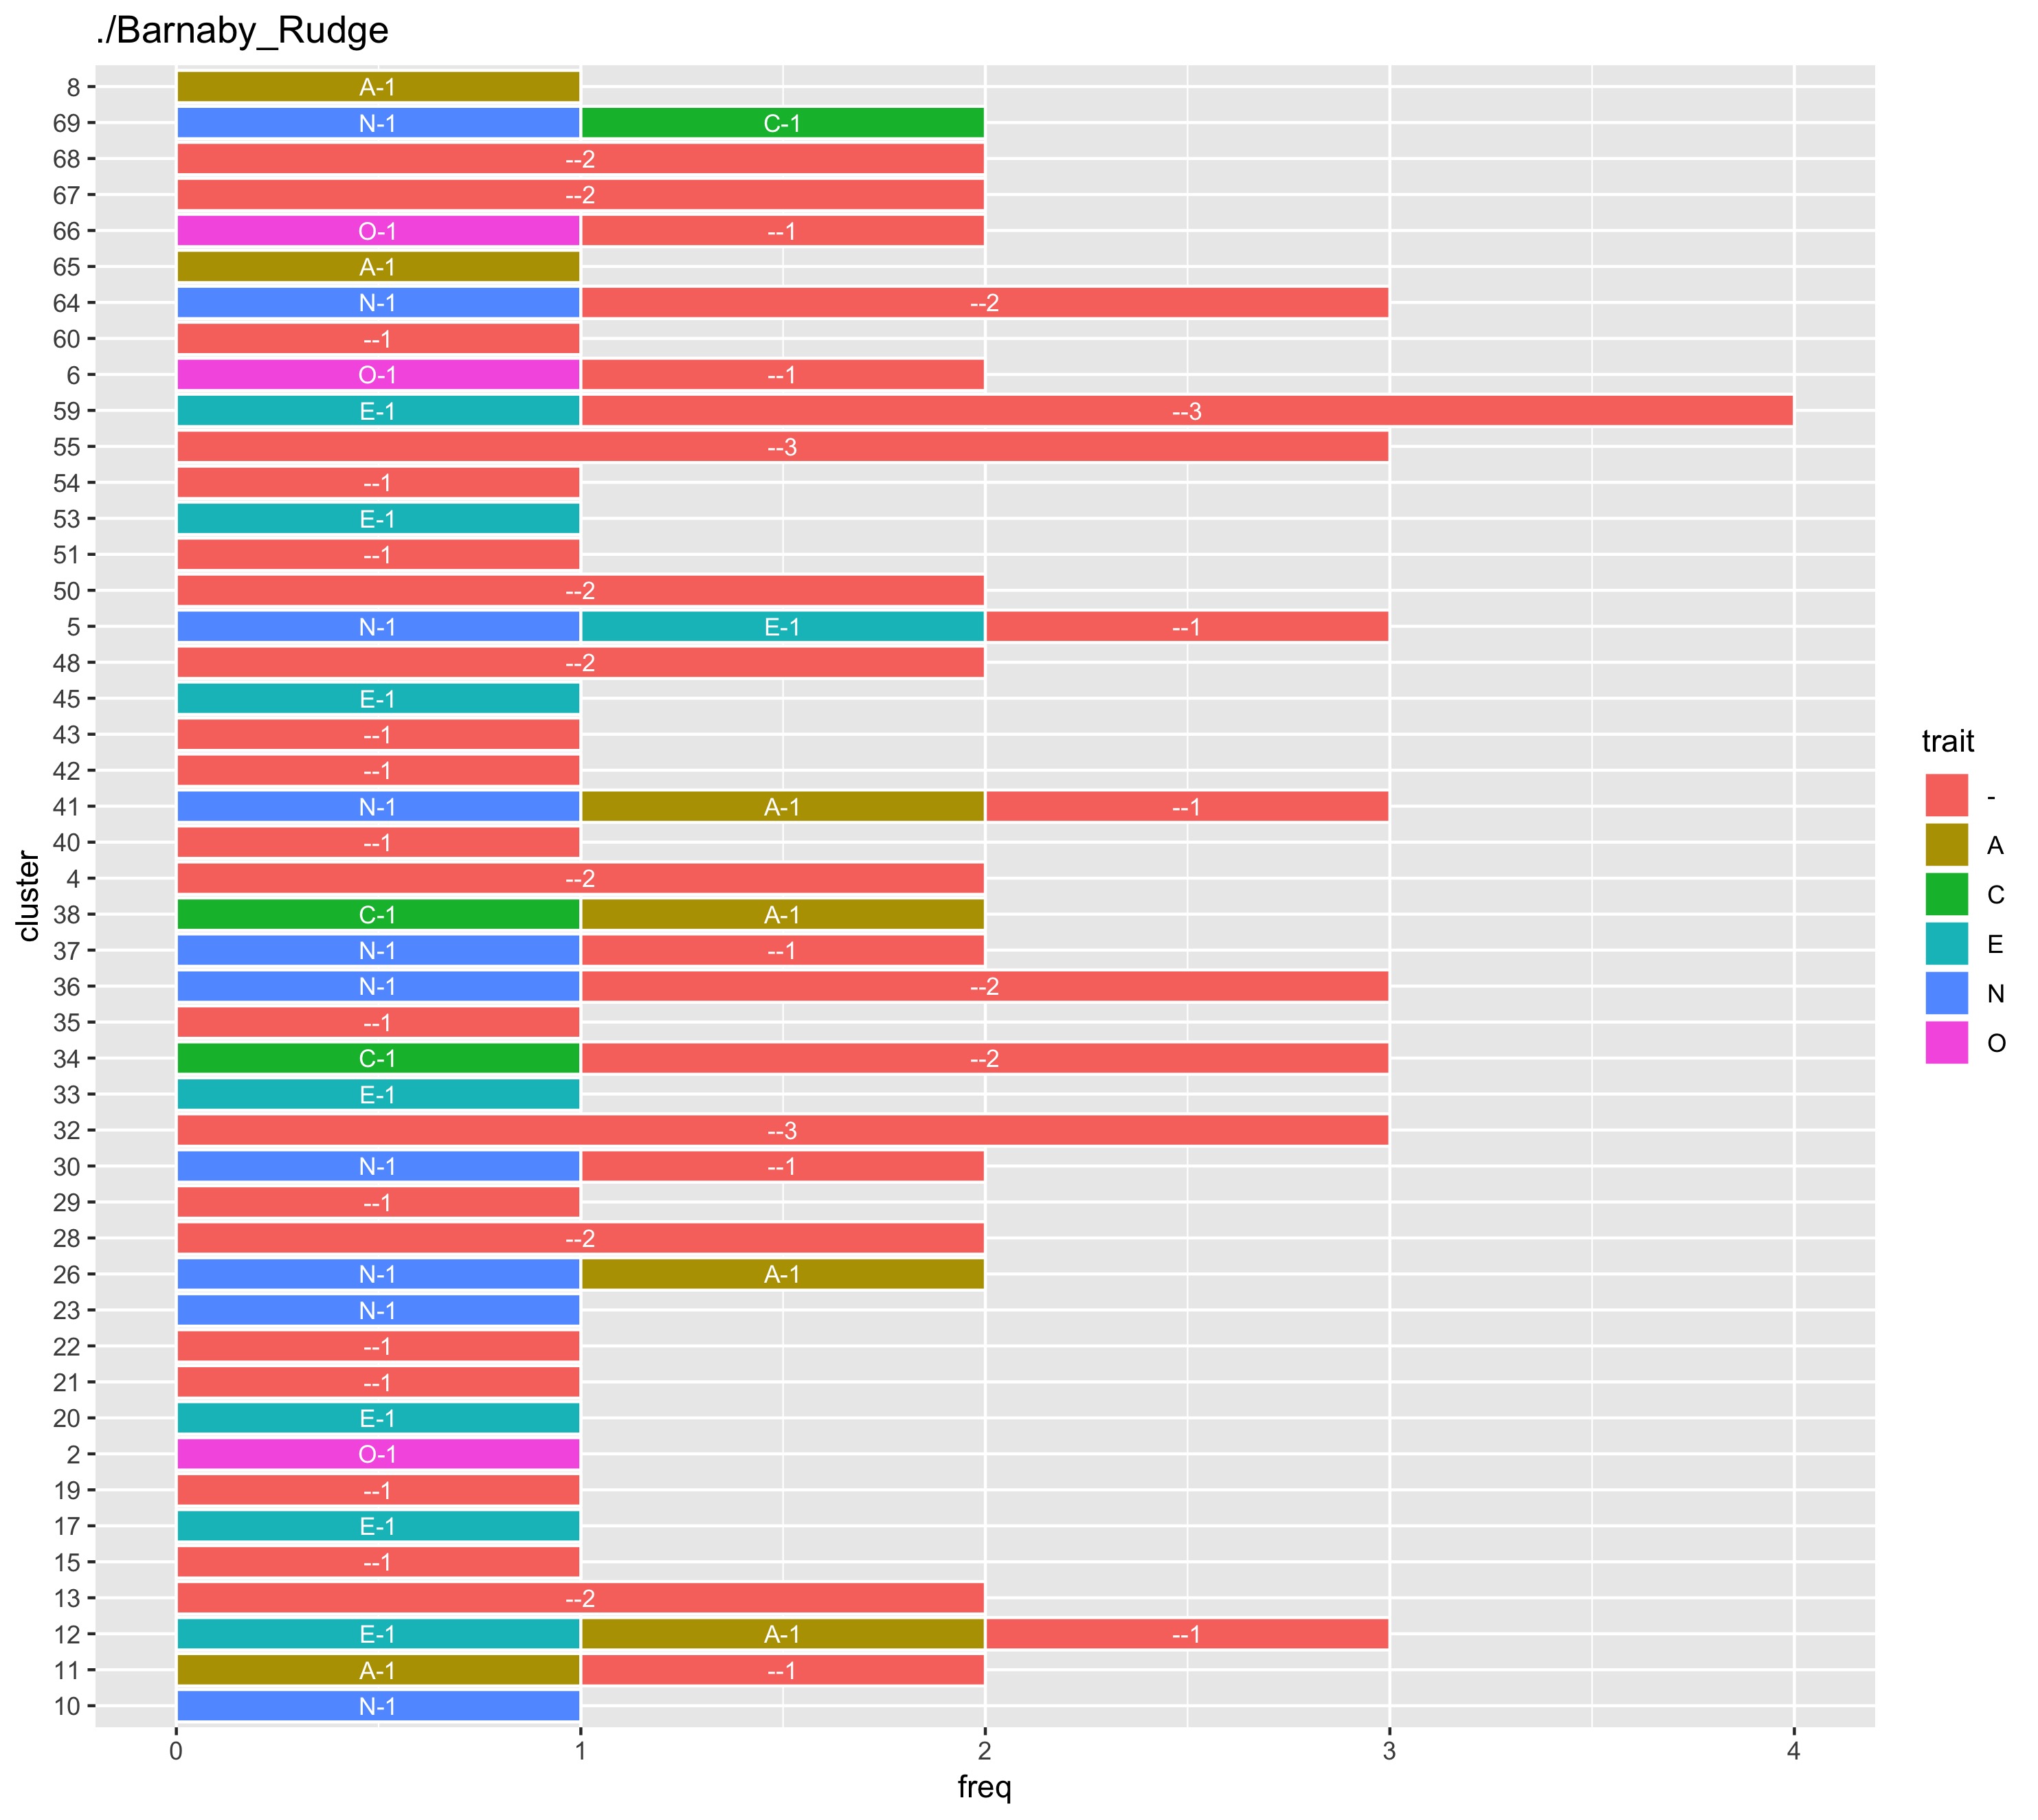 ./Barnaby_Rudge
8 A-1
69 N-1 C-1
68 --2
67 --2
66 O-1 --1
65 A-1
64 N-1 --2
60 --1
6 O-1 --1
59 E-1 --3
55 --3
54 --1
53 E-1
51 --1
50 --2
5 N-1 E-1 --1
48 --2
45 E-1
43 --1
42 --1
41 N-1 A-1 --1
40 --1
4 --2
38 C-1 A-1
37 N-1 --1
36 N-1 --2
35 --1
34 C-1 --2
33 E-1
32 --3
30 N-1 --1
29 --1
28 --2
26 N-1 A-1
23 N-1
22 --1
21 --1
20 E-1
2 O-1
19 --1
17 E-1
15 --1
13 --2
12 E-1 A-1 --1
11 A-1 --1
10 N-1
0 1 2 3 4
freq
cluster
trait
-
A
C
E
N
O